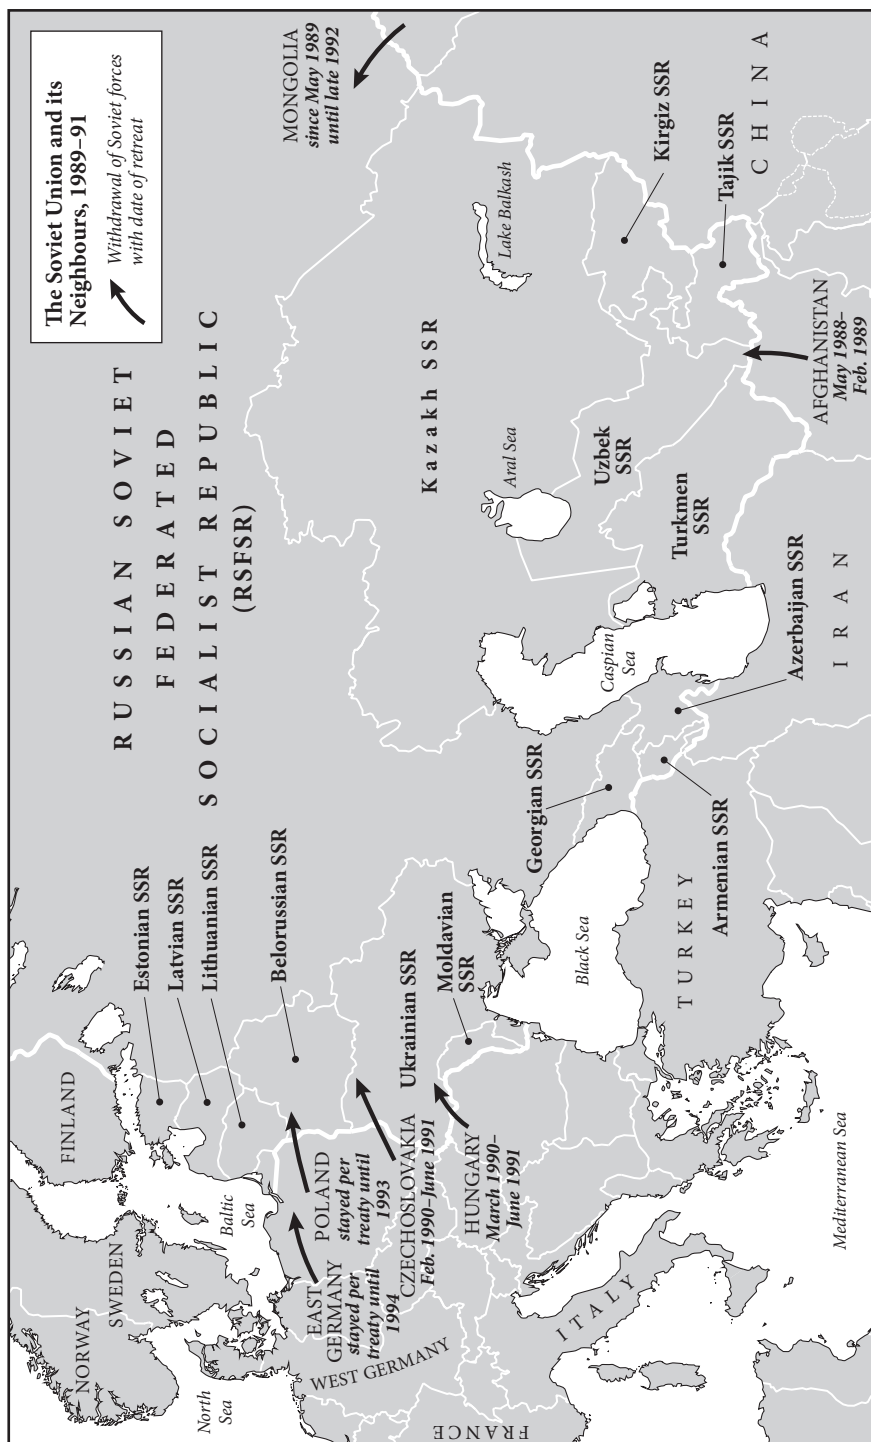 The Soviet Union and its
Neighbours, 1989–91
Withdrawal of Soviet forces
with date of retreat
RUSSIAN SOVIET
FEDERATED
SOCIALIST REPUBLIC
(RSFSR)
NORWAY
SWEDEN
FINLAND
North
Sea
Baltic
Sea
Estonian SSR
Latvian SSR
Lithuanian SSR
Belorussian SSR
EAST
GERMANY
stayed per
treaty until
1994
POLAND
stayed per
treaty until
1993
WEST GERMANY
CZECHOSLOVAKIA
Feb. 1990–June 1991
Ukrainian SSR
FRANCE
HUNGARY
March 1990–
June 1991
Moldavian
SSR
ITALY
Black Sea
Georgian SSR
TURKEY
Armenian SSR
Mediterranean Sea
Caspian
Sea
Azerbaijan SSR
IRAN
Kazakh SSR
Aral Sea
Uzbek
SSR
Turkmen
SSR
MONGOLIA
since May 1989
until late 1992
Lake Balkash
Kirgiz SSR
Tajik SSR
CHINA
AFGHANISTAN
May 1988–
Feb. 1989